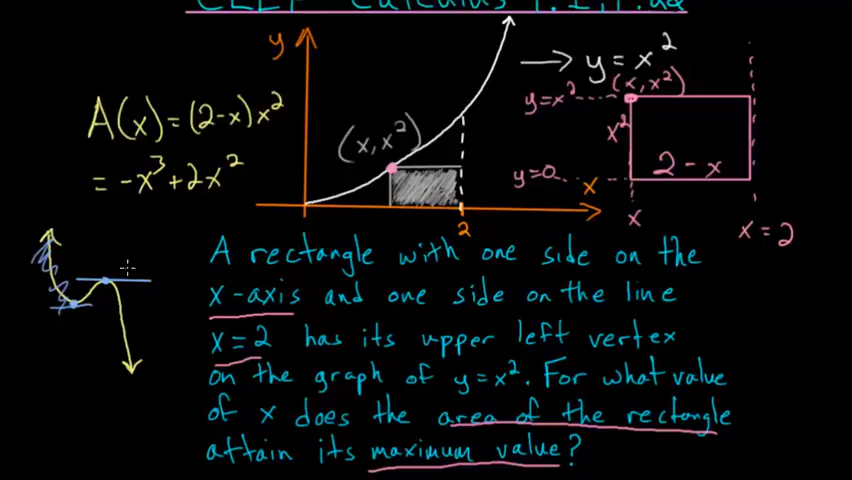 y
→ y = x²
A(x) = (2-x)x²
= -x³+2x²
(x,x²)
x
2
(x,x²)
y=x²
x²
2-x
y=0
x
x=2
A rectangle with one side on the
x-axis and one side on the line
x=2 has its upper left vertex
on the graph of y=x². For what value
of x does the area of the rectangle
attain its maximum value?